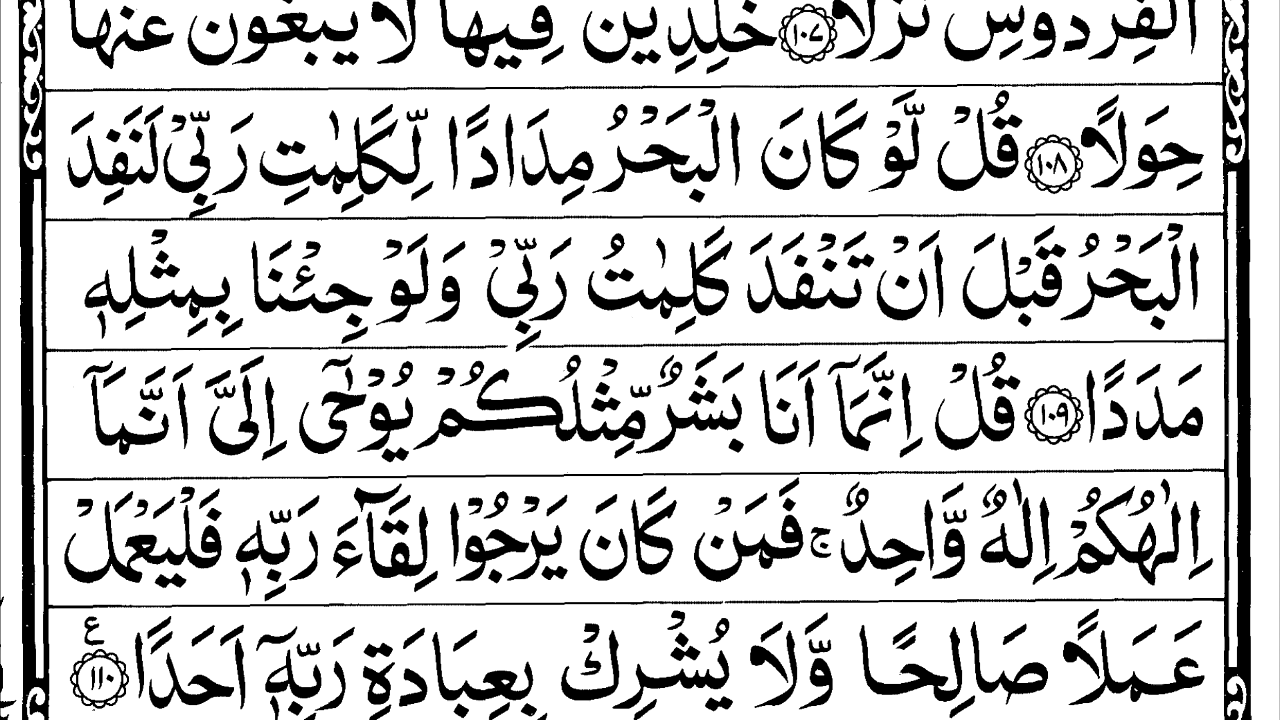 الْفِرْدَوْسِ نُزُلًا ۝١٠٧ خٰلِدِيْنَ فِيْهَا لَا يَبْغُوْنَ عَنْهَا
حِوَلًا ۝١٠٨ قُلْ لَّوْ كَانَ الْبَحْرُ مِدَادًا لِّكَلِمٰتِ رَبِّيْ لَنَفِدَ
الْبَحْرُ قَبْلَ اَنْ تَنْفَدَ كَلِمٰتُ رَبِّيْ وَلَوْ جِئْنَا بِمِثْلِهٖ
مَدَدًا ۝١٠٩ قُلْ اِنَّمَآ اَنَا بَشَرٌ مِّثْلُكُمْ يُوْحٰٓى اِلَيَّ اَنَّمَآ
اِلٰهُكُمْ اِلٰهٌ وَّاحِدٌ ۚ فَمَنْ كَانَ يَرْجُوْا لِقَآءَ رَبِّهٖ فَلْيَعْمَلْ
عَمَلًا صَالِحًا وَّلَا يُشْرِكْ بِعِبَادَةِ رَبِّهٖٓ اَحَدًا ۝١١٠ ع